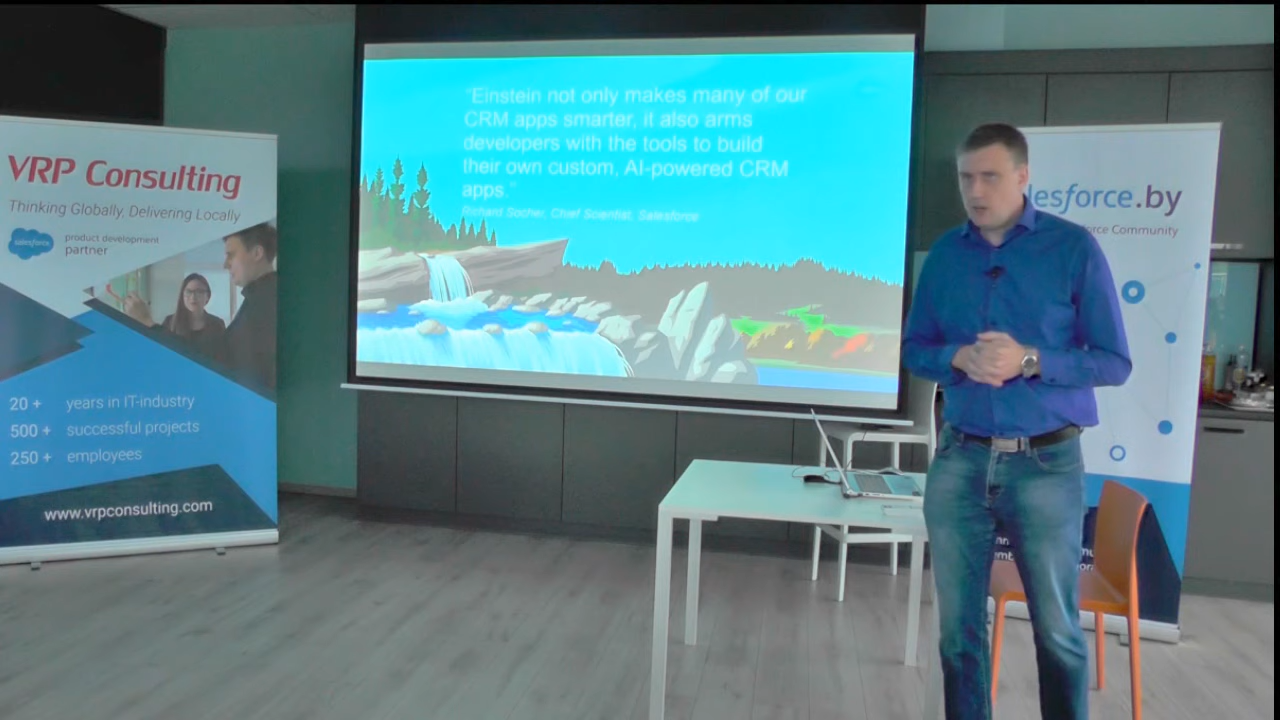 VRP Consulting
Thinking Globally, Delivering Locally
salesforce
product development
partner
20 + years in IT-industry
500 + successful projects
250 + employees
www.vrpconsulting.com
"Einstein not only makes many of our
CRM apps smarter, it also arms
developers with the tools to build
their own custom, AI-powered CRM
apps."
Richard Socher, Chief Scientist, Salesforce
lesforce.by
orce Community